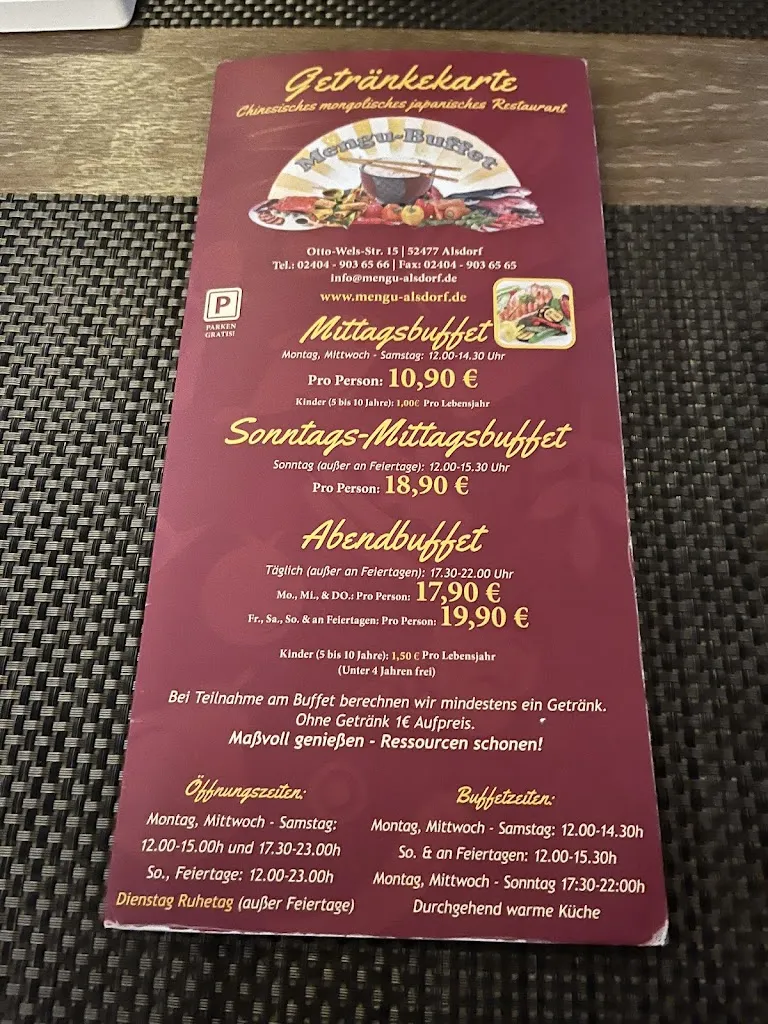 Getränkekarte
Chinesisches mongolisches japanisches Restaurant
Mengu-Buffet
Otto-Wels-Str. 15 | 52477 Alsdorf
Tel.: 02404 - 903 65 66 | Fax: 02404 - 903 65 65
info@mengu-alsdorf.de
www.mengu-alsdorf.de
P
PARKEN
GRATIS!
Mittagsbuffet
Montag, Mittwoch - Samstag: 12.00-14.30 Uhr
Pro Person: 10,90 €
Kinder (5 bis 10 Jahre): 1,00€ Pro Lebensjahr
Sonntags-Mittagsbuffet
Sonntag (außer an Feiertage): 12.00-15.30 Uhr
Pro Person: 18,90 €
Abendbuffet
Täglich (außer an Feiertagen): 17.30-22.00 Uhr
Mo., Mi., & DO.: Pro Person: 17,90 €
Fr., Sa., So. & an Feiertagen: Pro Person: 19,90 €
Kinder (5 bis 10 Jahre): 1,50 € Pro Lebensjahr
(Unter 4 Jahren frei)
Bei Teilnahme am Buffet berechnen wir mindestens ein Getränk.
Ohne Getränk 1€ Aufpreis.
Maßvoll genießen - Ressourcen schonen!
Öffnungszeiten:
Montag, Mittwoch - Samstag:
12.00-15.00h und 17.30-23.00h
So., Feiertage: 12.00-23.00h
Dienstag Ruhetag (außer Feiertage)
Buffetzeiten:
Montag, Mittwoch - Samstag: 12.00-14.30h
So. & an Feiertagen: 12.00-15.30h
Montag, Mittwoch - Sonntag 17:30-22:00h
Durchgehend warme Küche